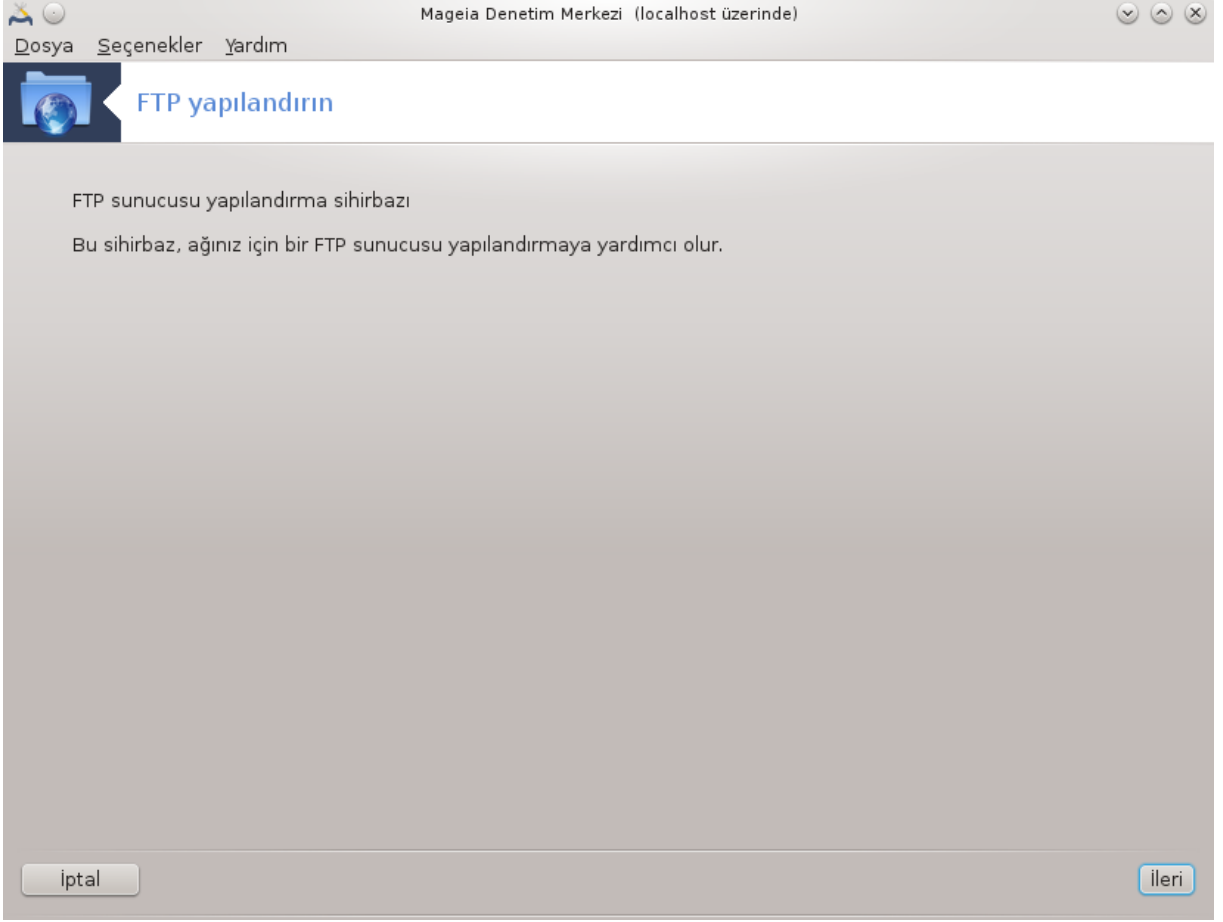 Mageia Denetim Merkezi (localhost üzerinde)
Dosya Seçenekler Yardım
FTP yapılandırın
FTP sunucusu yapılandırma sihirbazı
Bu sihirbaz, ağınız için bir FTP sunucusu yapılandırmaya yardımcı olur.
İptal
İleri